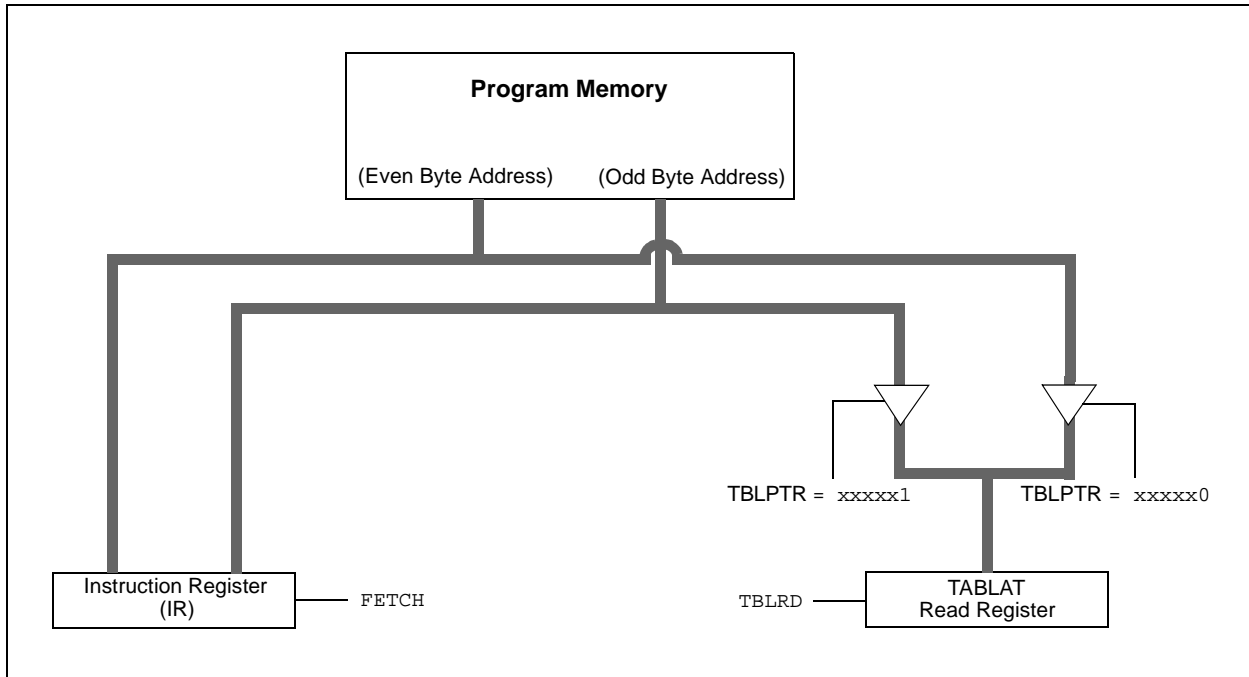 Program Memory
(Even Byte Address) (Odd Byte Address)
TBLPTR = xxxxx1 TBLPTR = xxxxx0
Instruction Register
(IR)
FETCH
TBLRD
TABLAT
Read Register